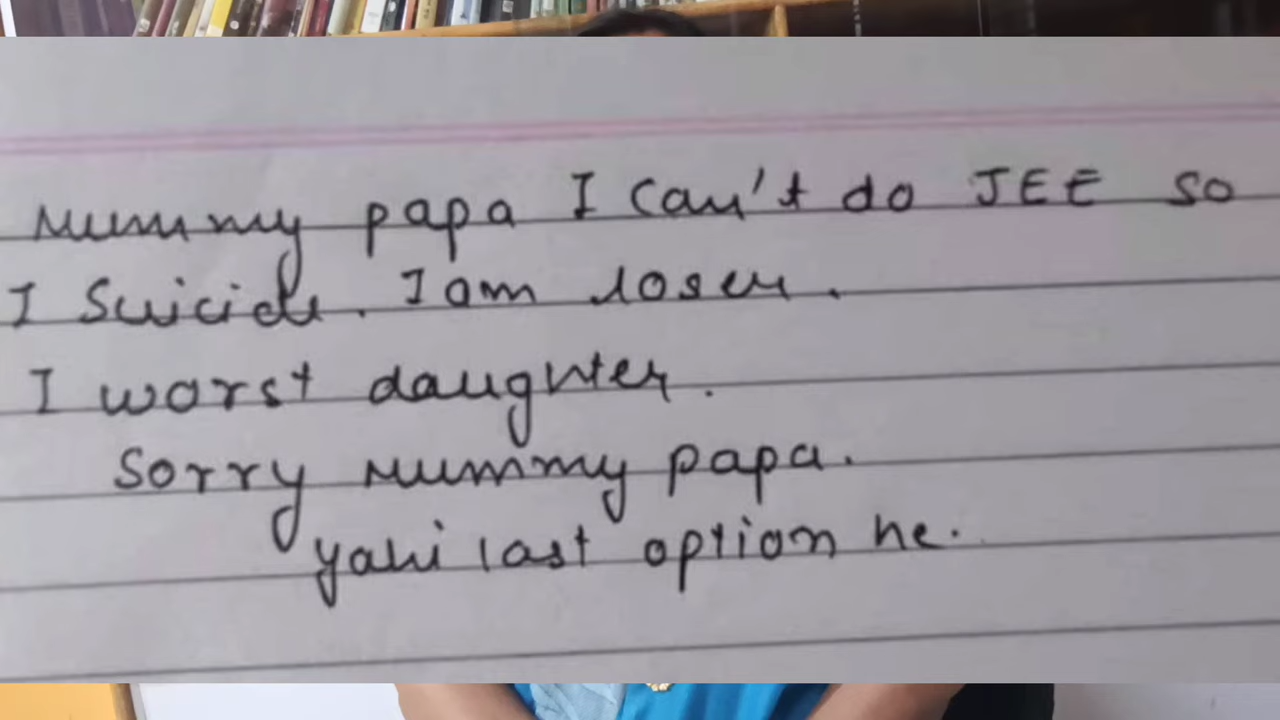 Mummy papa I can't do JEE so
I suicide. I am loser.
I worst daughter.
Sorry Mummy papa.
yahi last option he.